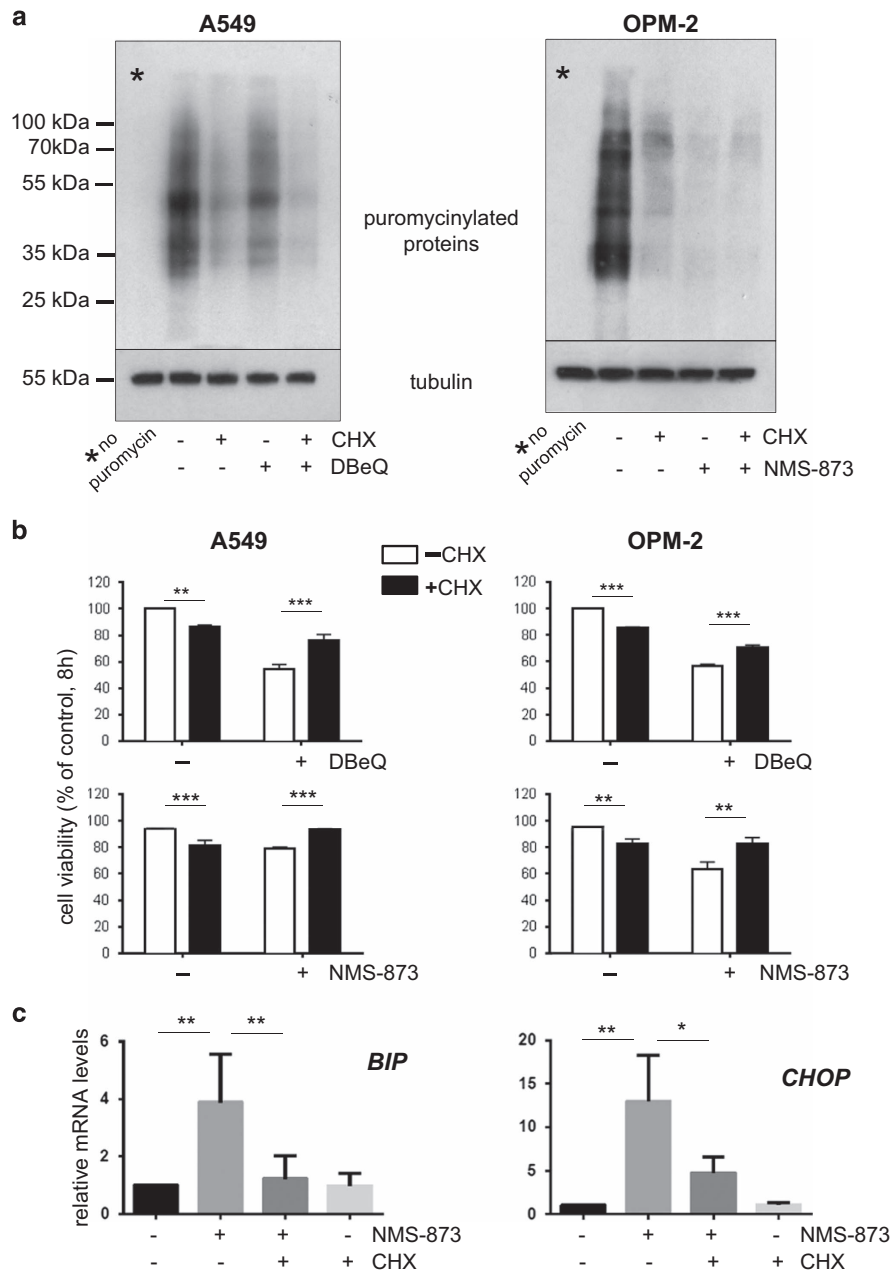 a
A549
OPM-2
*
*
100 kDa
70kDa
55 kDa
35 kDa
25 kDa
55 kDa
puromycinylated
proteins
tubulin
* no
puromycin
- + - + CHX
- - + + DBeQ
* no
puromycin
- + - + CHX
- - + + NMS-873
b
A549
OPM-2
−CHX
+CHX
cell viability (% of control, 8h)
120
100
80
60
40
20
0
** ***
− + DBeQ
120
100
80
60
40
20
0
*** ***
− + DBeQ
120
100
80
60
40
20
0
*** ***
− + NMS-873
120
100
80
60
40
20
0
** **
− + NMS-873
c
relative mRNA levels
6
4
2
0
** **
BIP
- + + - NMS-873
- - + + CHX
20
15
10
5
0
** *
CHOP
- + + - NMS-873
- - + + CHX